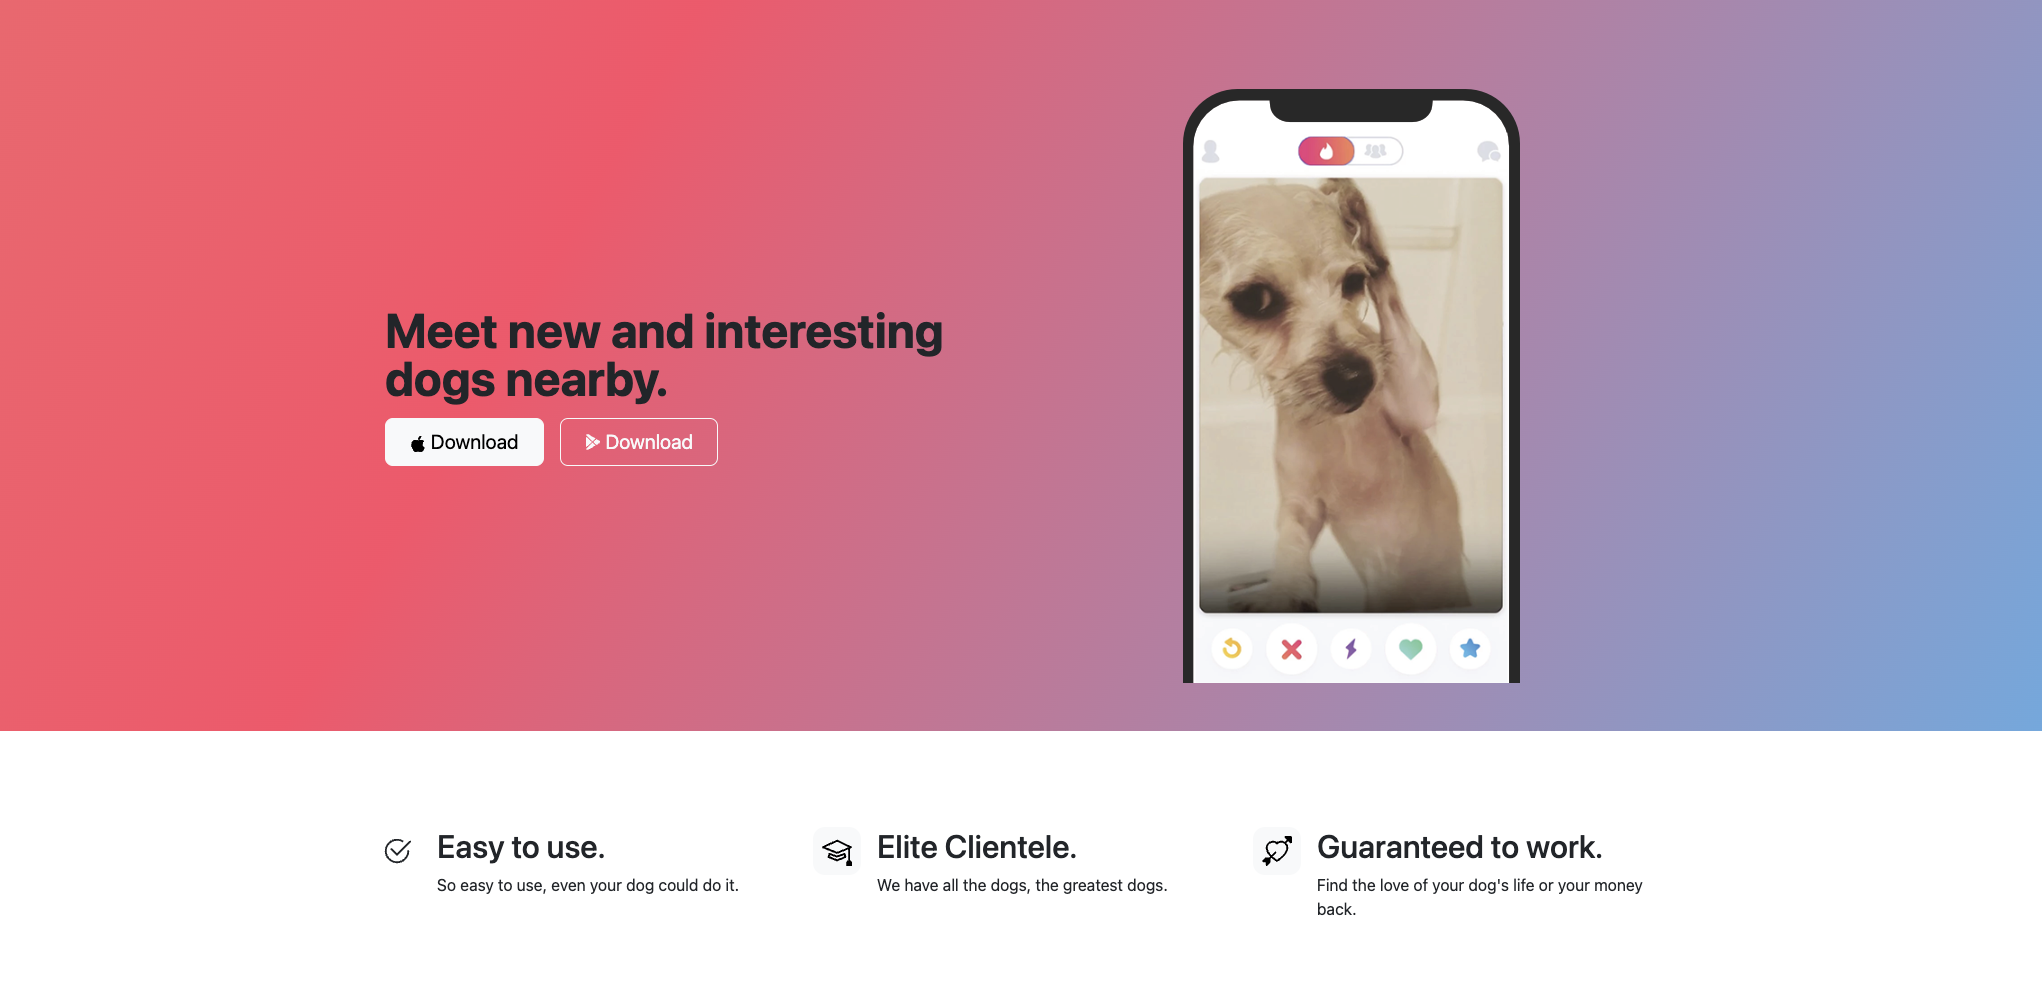 Meet new and interesting
dogs nearby.
Download
Download
Easy to use.
So easy to use, even your dog could do it.
Elite Clientele.
We have all the dogs, the greatest dogs.
Guaranteed to work.
Find the love of your dog's life or your money
back.